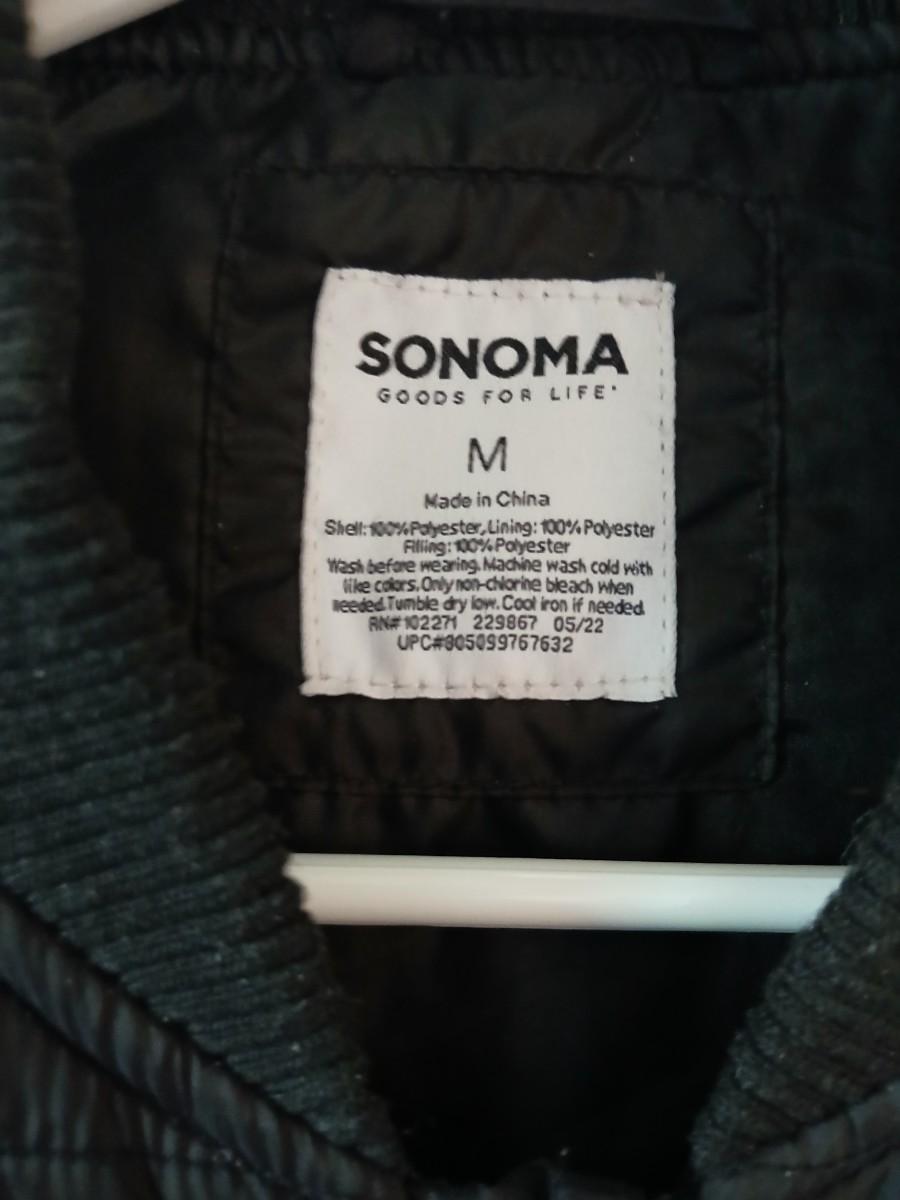 SONOMA
GOODS FOR LIFE
M
Made in China
Shell: 100% Polyester, Lining: 100% Polyester
Filling: 100% Polyester
Wash before wearing. Machine wash cold with
like colors. Only non-chlorine bleach when
needed. Tumble dry low. Cool iron if needed.
RN# 102271 229867 05/22